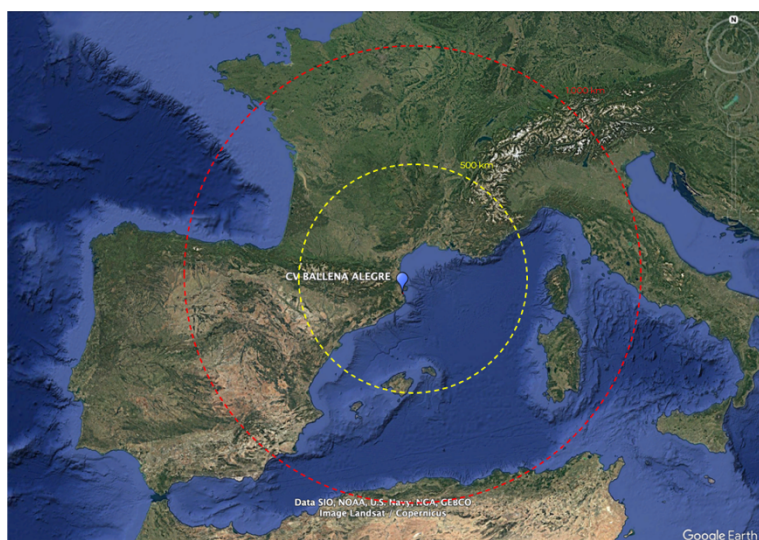 N
500 km
CV BALLENA ALEGRE
Data SIO, NOAA, U.S. Navy, NGA, GEBCO
Image Landsat / Copernicus
Google Earth